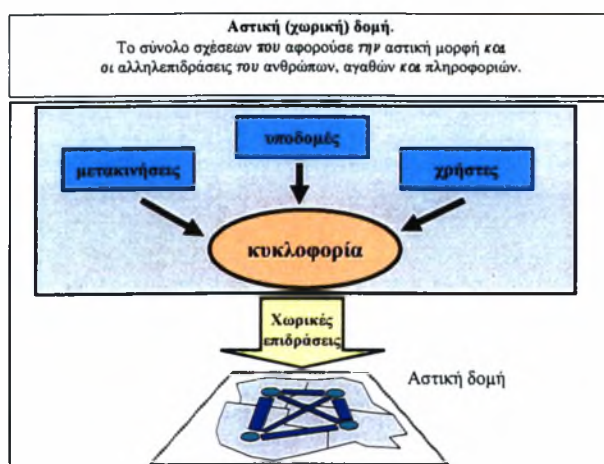 Αστική (χωρική) δομή.
Το σύνολο σχέσεων που αφορούσε την αστική μορφή και
οι αλληλεπιδράσεις του ανθρώπων, αγαθών και πληροφοριών.
υποδομές
μετακινήσεις
χρήστες
κυκλοφορία
Χωρικές
επιδράσεις
Αστική δομή